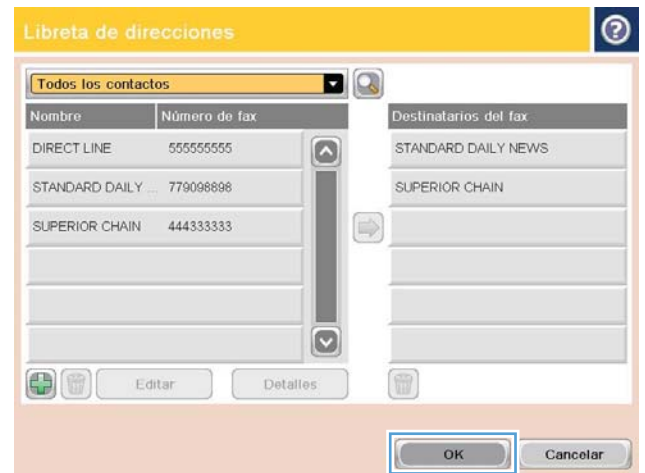 Libreta de direcciones
?
Todos los contactos
Nombre Número de fax
DIRECT LINE 555555555
STANDARD DAILY ... 779098898
SUPERIOR CHAIN 444333333
Destinatarios del fax
STANDARD DAILY NEWS
SUPERIOR CHAIN
Editar Detalles
OK Cancelar